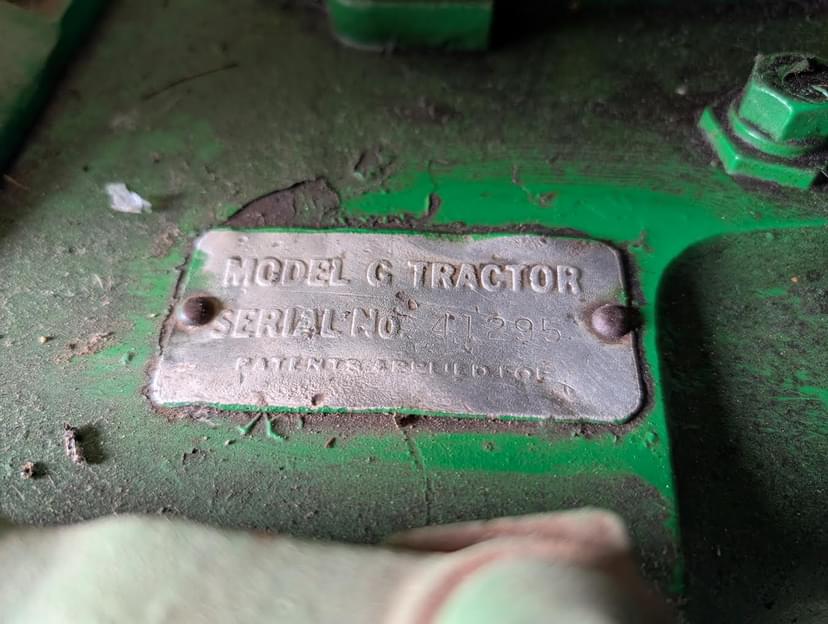 MODEL G TRACTOR
SERIAL NO. 41295
PATENTS APPLIED FOR